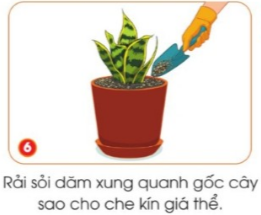 6
Rải sỏi dăm xung quanh gốc cây
sao cho che kín giá thể.